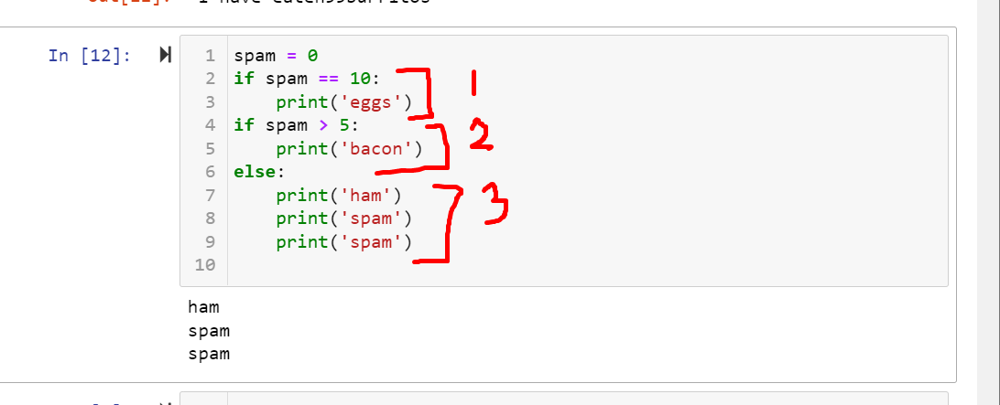 In [12]:
1 spam = 0
2 if spam == 10:
3     print('eggs')
4 if spam > 5:
5     print('bacon')
6 else:
7     print('ham')
8     print('spam')
9     print('spam')
10
1
2
3
ham
spam
spam